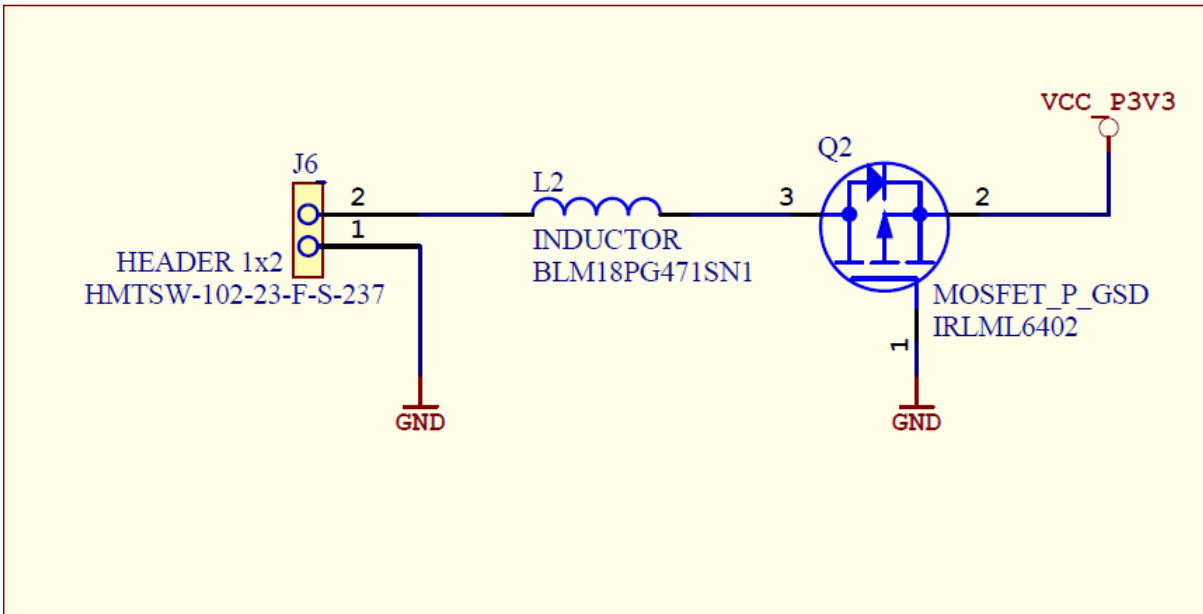 VCC_P3V3
Q2
J6
L2
2
1
3
2
INDUCTOR
BLM18PG471SN1
HEADER 1x2
HMTSW-102-23-F-S-237
MOSFET_P_GSD
IRLML6402
1
GND
GND